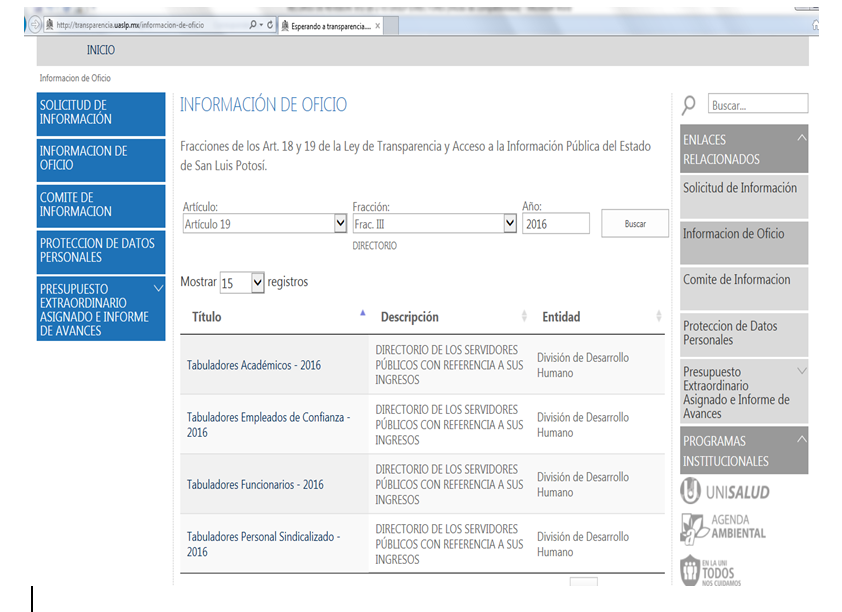 http://transparencia.uaslp.mx/informacion-de-oficio
Esperando a transparencia....
INICIO
Informacion de Oficio
SOLICITUD DE
INFORMACIÓN
INFORMACION DE
OFICIO
COMITE DE
INFORMACION
PROTECCION DE DATOS
PERSONALES
PRESUPUESTO
EXTRAORDINARIO
ASIGNADO E INFORME
DE AVANCES
INFORMACIÓN DE OFICIO
Fracciones de los Art. 18 y 19 de la Ley de Transparencia y Acceso a la Información Pública del Estado
de San Luis Potosí.
Artículo:
Fracción:
Año:
Artículo 19
Frac. III
2016
Buscar
DIRECTORIO
Mostrar 15 registros
Título
Descripción
Entidad
Tabuladores Académicos - 2016
DIRECTORIO DE LOS SERVIDORES
PÚBLICOS CON REFERENCIA A SUS
INGRESOS
División de Desarrollo
Humano
Tabuladores Empleados de Confianza -
2016
DIRECTORIO DE LOS SERVIDORES
PÚBLICOS CON REFERENCIA A SUS
INGRESOS
División de Desarrollo
Humano
Tabuladores Funcionarios - 2016
DIRECTORIO DE LOS SERVIDORES
PÚBLICOS CON REFERENCIA A SUS
INGRESOS
División de Desarrollo
Humano
Tabuladores Personal Sindicalizado -
2016
DIRECTORIO DE LOS SERVIDORES
PÚBLICOS CON REFERENCIA A SUS
INGRESOS
División de Desarrollo
Humano
Buscar...
ENLACES
RELACIONADOS
Solicitud de Información
Informacion de Oficio
Comite de Informacion
Proteccion de Datos
Personales
Presupuesto
Extraordinario
Asignado e Informe de
Avances
PROGRAMAS
INSTITUCIONALES
UNISALUD
AGENDA
AMBIENTAL
EN LA UNI
TODOS
NOS CUIDAMOS